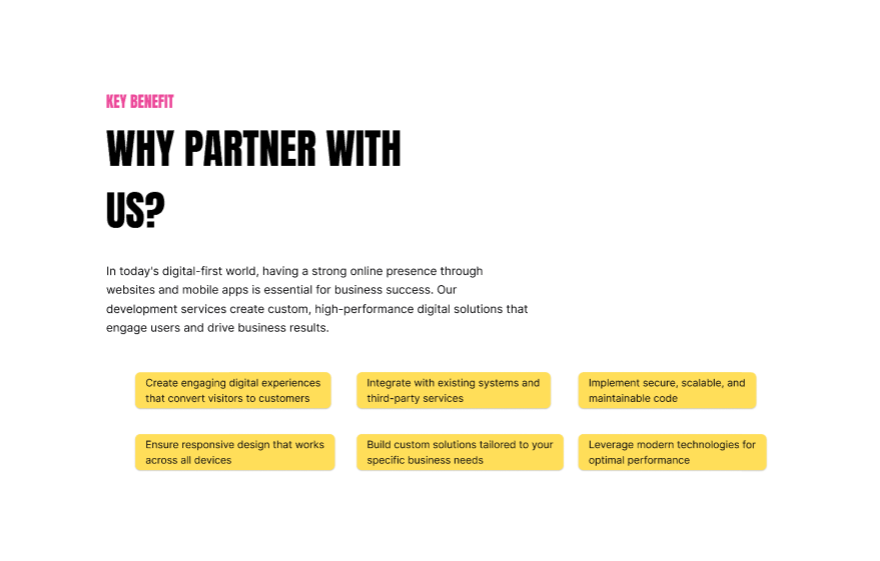 KEY BENEFIT
WHY PARTNER WITH
US?
In today's digital-first world, having a strong online presence through
websites and mobile apps is essential for business success. Our
development services create custom, high-performance digital solutions that
engage users and drive business results.
Create engaging digital experiences
that convert visitors to customers
Integrate with existing systems and
third-party services
Implement secure, scalable, and
maintainable code
Ensure responsive design that works
across all devices
Build custom solutions tailored to your
specific business needs
Leverage modern technologies for
optimal performance